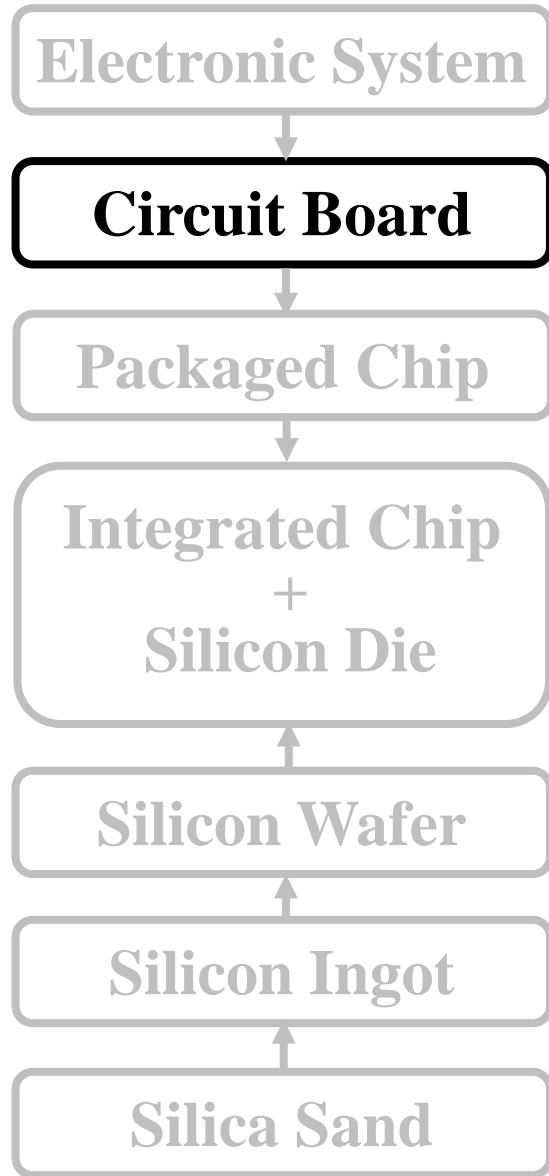 Electronic System
Circuit Board
Packaged Chip
Integrated Chip
+
Silicon Die
Silicon Wafer
Silicon Ingot
Silica Sand